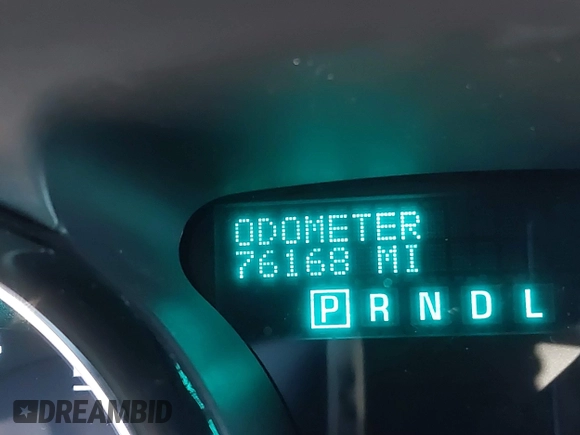 ODOMETER
76168 MI
P R N D L
DREAMBID